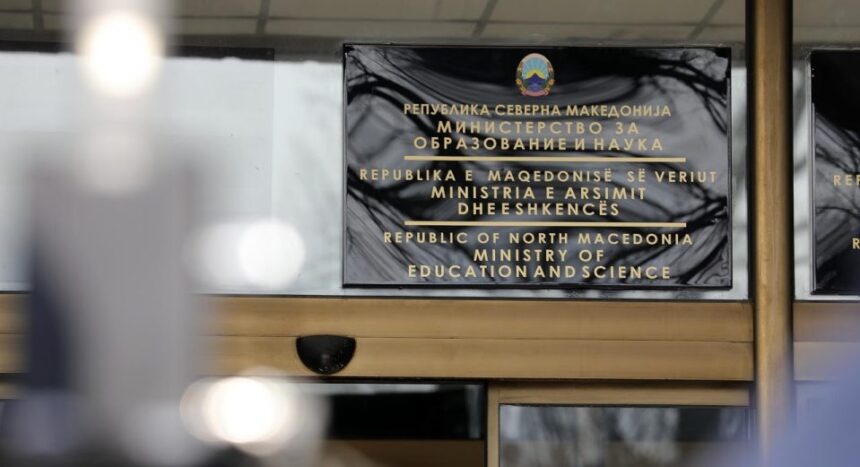 РЕПУБЛИКА СЕВЕРНА МАКЕДОНИЈА
МИНИСТЕРСТВО ЗА
ОБРАЗОВАНИЕ И НАУКА
REPUBLIKA E MAQEDONISË SË VERIUT
MINISTRIA E ARSIMIT
DHE ESHKENCËS
REPUBLIC OF NORTH MACEDONIA
MINISTRY OF
EDUCATION AND SCIENCE